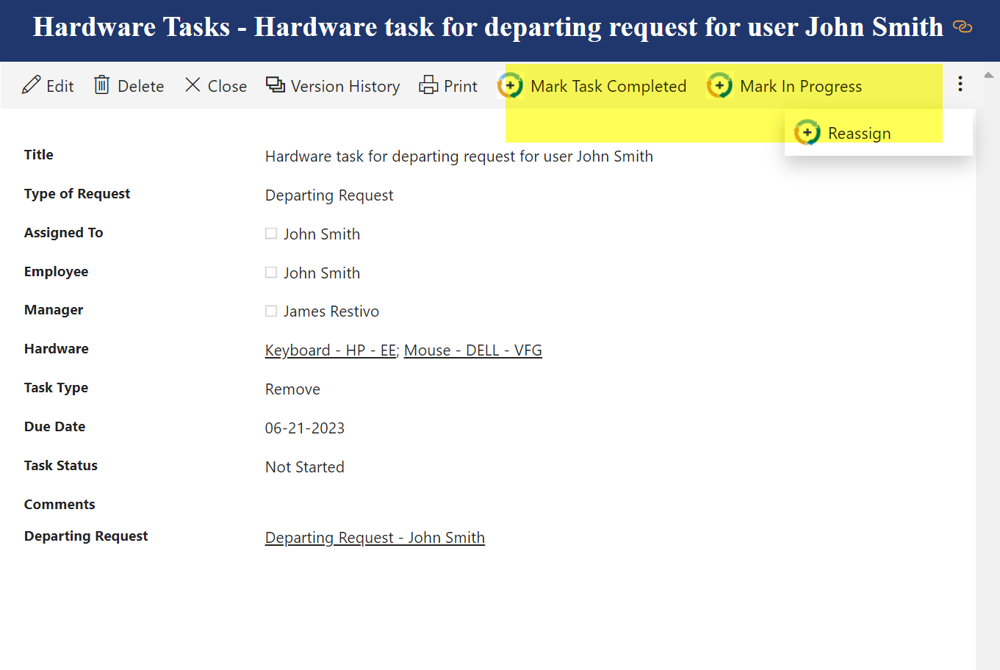 Hardware Tasks - Hardware task for departing request for user John Smith
Edit Delete Close Version History Print Mark Task Completed Mark In Progress
Reassign
Title Hardware task for departing request for user John Smith
Type of Request Departing Request
Assigned To John Smith
Employee John Smith
Manager James Restivo
Hardware Keyboard - HP - EE; Mouse - DELL - VFG
Task Type Remove
Due Date 06-21-2023
Task Status Not Started
Comments
Departing Request Departing Request - John Smith